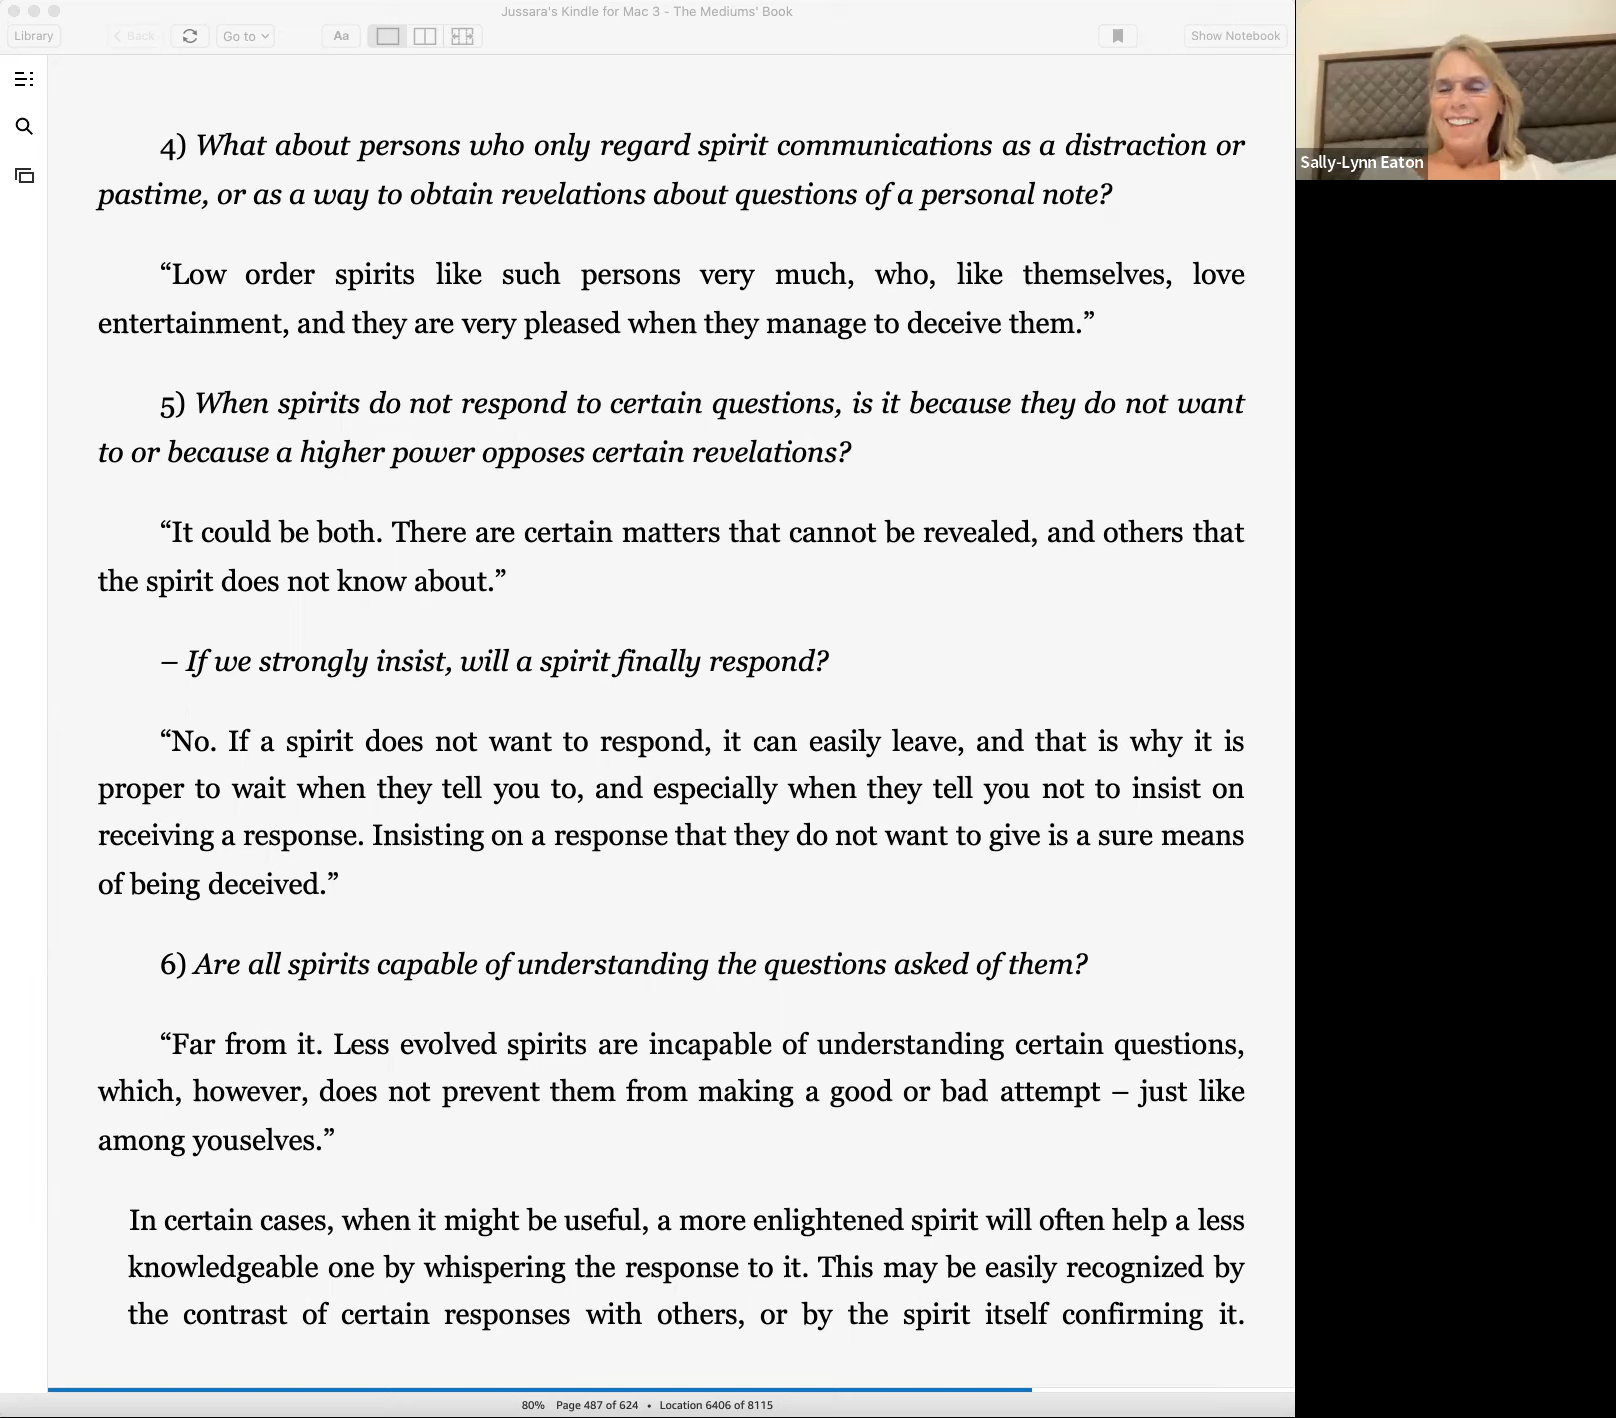 Jussara's Kindle for Mac 3 - The Mediums' Book
Library
Back
Go to
Aa
Show Notebook
4) What about persons who only regard spirit communications as a distraction or
pastime, or as a way to obtain revelations about questions of a personal note?
“Low order spirits like such persons very much, who, like themselves, love
entertainment, and they are very pleased when they manage to deceive them.”
5) When spirits do not respond to certain questions, is it because they do not want
to or because a higher power opposes certain revelations?
“It could be both. There are certain matters that cannot be revealed, and others that
the spirit does not know about.”
– If we strongly insist, will a spirit finally respond?
“No. If a spirit does not want to respond, it can easily leave, and that is why it is
proper to wait when they tell you to, and especially when they tell you not to insist on
receiving a response. Insisting on a response that they do not want to give is a sure means
of being deceived.”
6) Are all spirits capable of understanding the questions asked of them?
“Far from it. Less evolved spirits are incapable of understanding certain questions,
which, however, does not prevent them from making a good or bad attempt – just like
among youselves.”
In certain cases, when it might be useful, a more enlightened spirit will often help a less
knowledgeable one by whispering the response to it. This may be easily recognized by
the contrast of certain responses with others, or by the spirit itself confirming it.
80% Page 487 of 624 • Location 6406 of 8115
Sally-Lynn Eaton